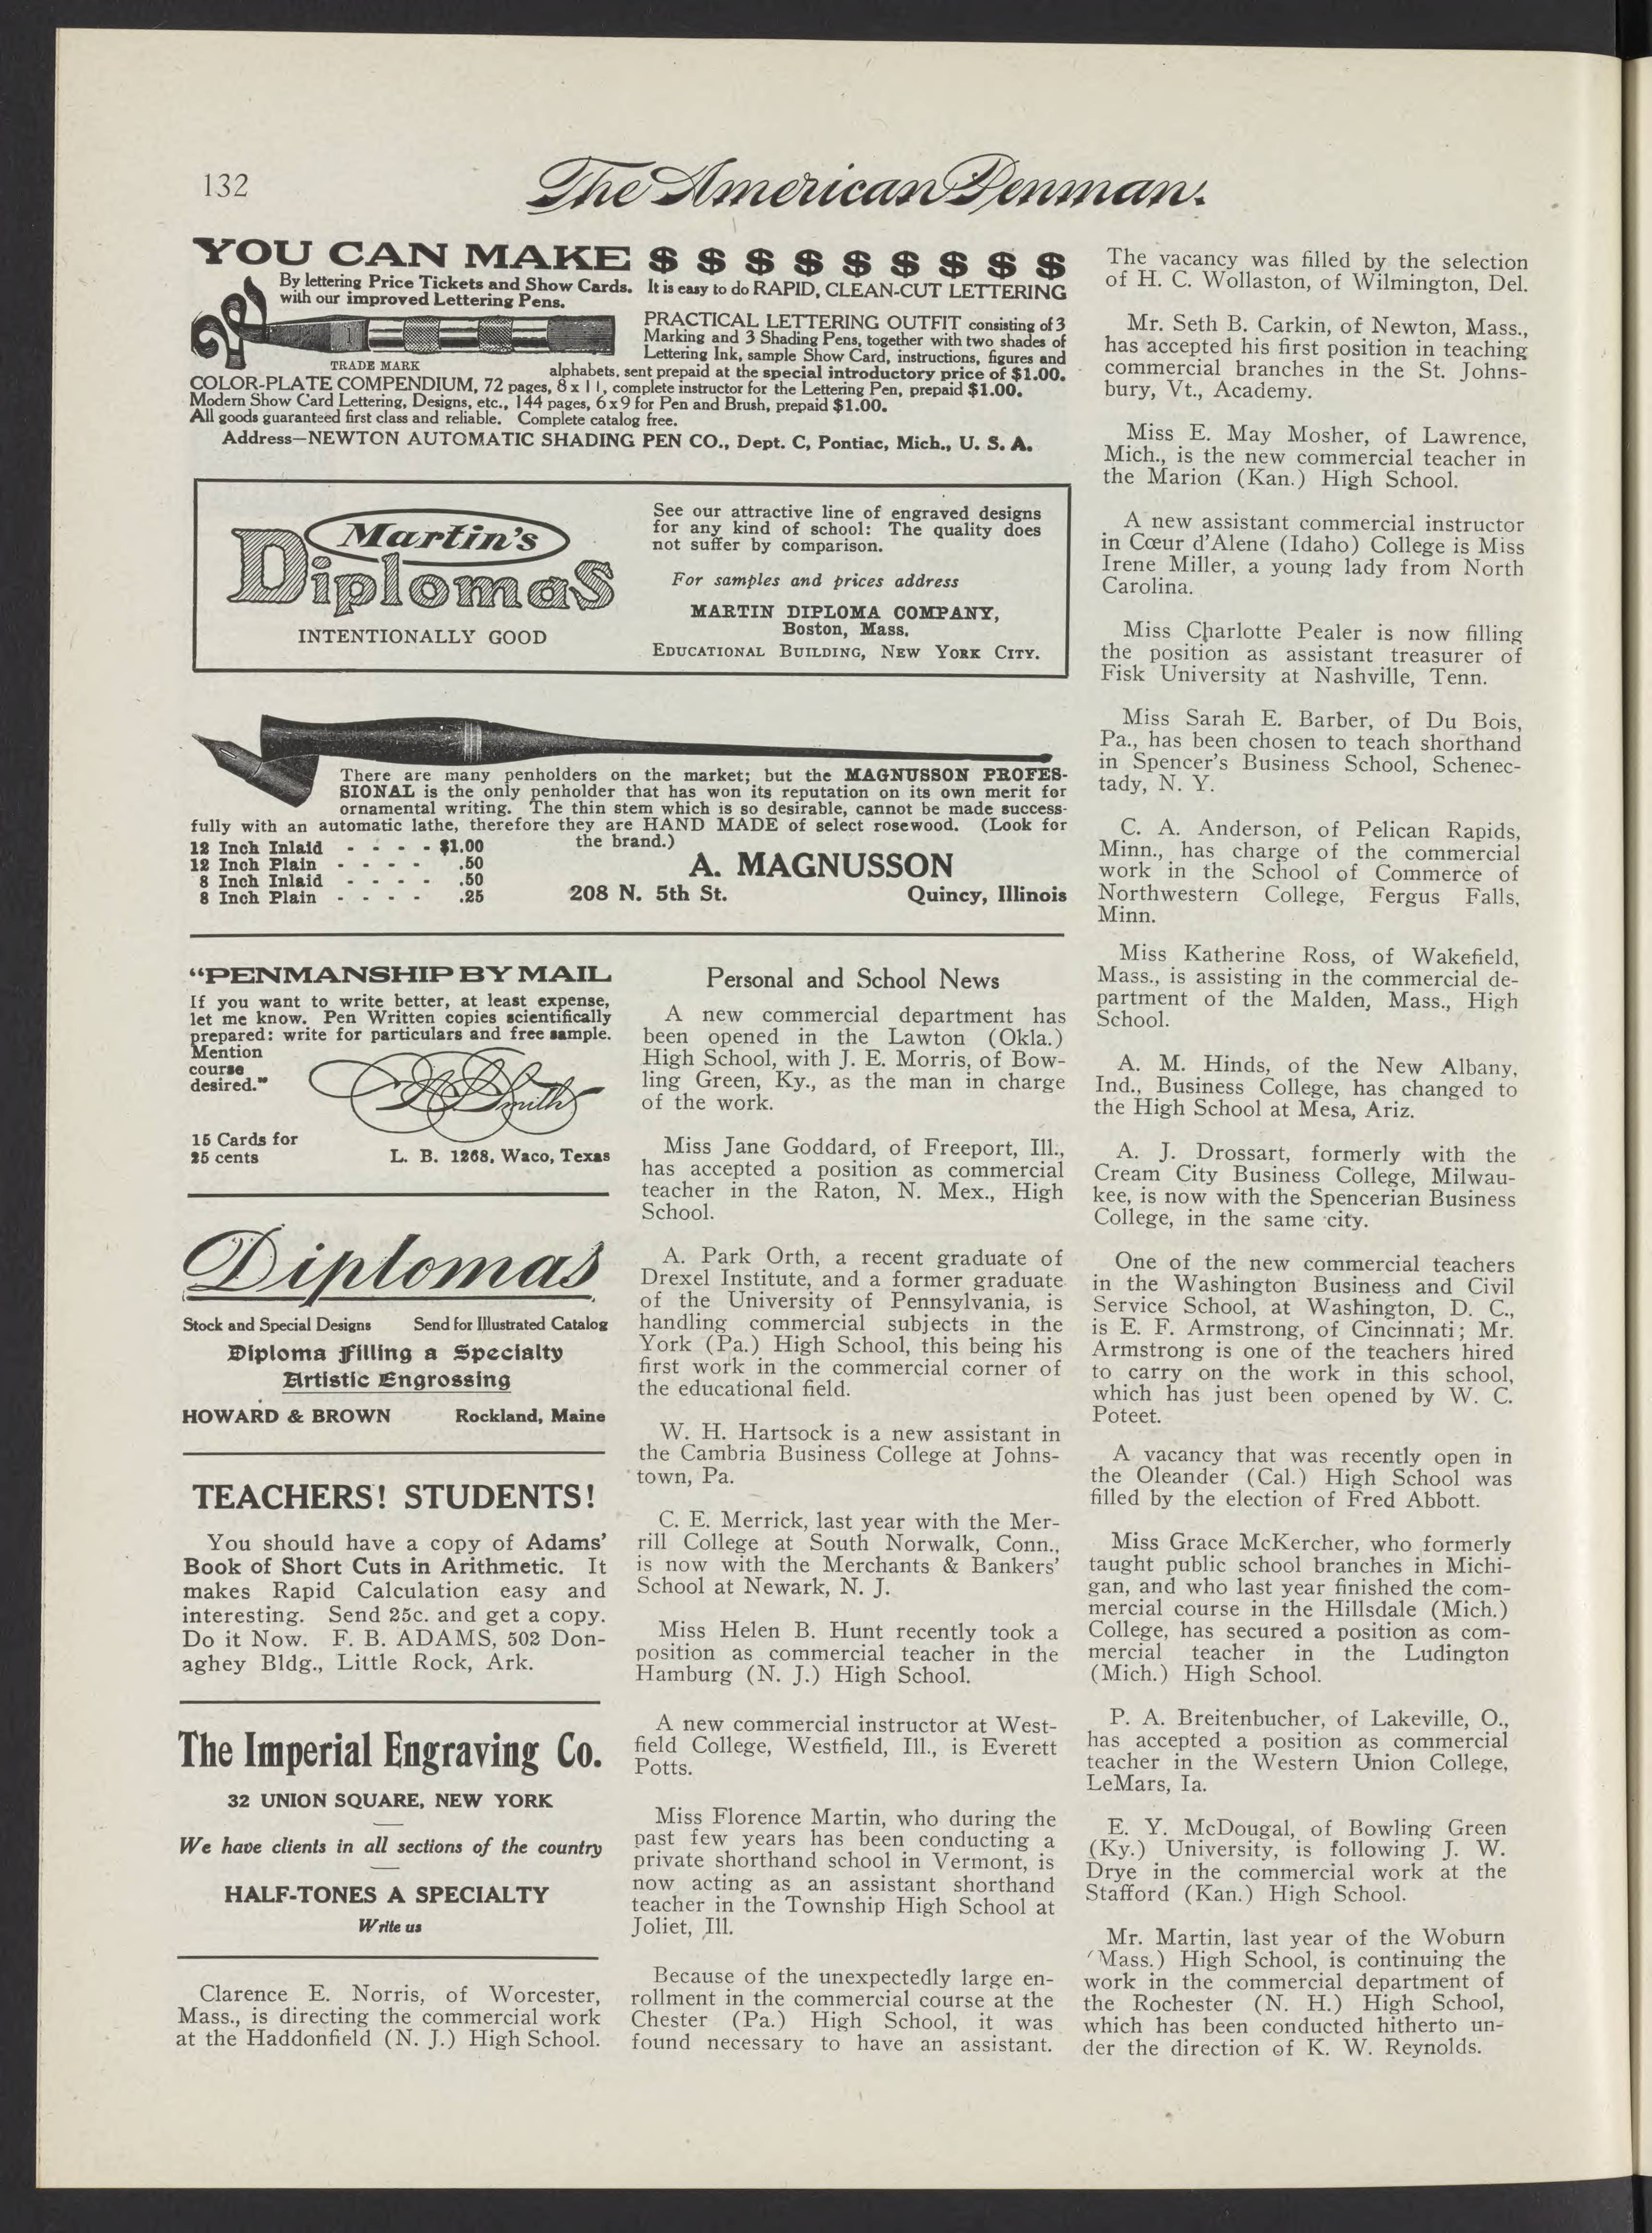 132
The American Penman.
YOU CAN MAKE $ $ $ $ $ $ $ $ $
By lettering Price Tickets and Show Cards. It is easy to do RAPID, CLEAN-CUT LETTERING
with our improved Lettering Pens.
PRACTICAL LETTERING OUTFIT consisting of 3
Marking and 3 Shading Pens, together with two shades of
Lettering Ink, sample Show Card, instructions, figures and
TRADE MARK
alphabets, sent prepaid at the special introductory price of $1.00.
COLOR-PLATE COMPENDIUM, 72 pages, 8 x 11, complete instructor for the Lettering Pen, prepaid $1.00.
Modern Show Card Lettering, Designs, etc., 144 pages, 6x9 for Pen and Brush, prepaid $1.00.
All goods guaranteed first class and reliable. Complete catalog free.
Address—NEWTON AUTOMATIC SHADING PEN CO., Dept. C, Pontiac, Mich., U. S. A.
Martin's
Diplomas
INTENTIONALLY GOOD
See our attractive line of engraved designs
for any kind of school: The quality does
not suffer by comparison.
For samples and prices address
MARTIN DIPLOMA COMPANY,
Boston, Mass.
EDUCATIONAL BUILDING, NEW YORK CITY.
There are many penholders on the market; but the MAGNUSSON PROFES-
SIONAL is the only penholder that has won its reputation on its own merit for
ornamental writing. The thin stem which is so desirable, cannot be made success-
fully with an automatic lathe, therefore they are HAND MADE of select rosewood. (Look for
the brand.)
12 Inch Inlaid - - - - $1.00
12 Inch Plain - - - - .50
8 Inch Inlaid - - - - .50
8 Inch Plain - - - - .25
A. MAGNUSSON
208 N. 5th St. Quincy, Illinois
"PENMANSHIP BY MAIL
If you want to write better, at least expense,
let me know. Pen Written copies scientifically
prepared: write for particulars and free sample.
Mention
course
desired."
Smith
15 Cards for
25 cents
L. B. 1268, Waco, Texas
Diplomas
Stock and Special Designs Send for Illustrated Catalog
Diploma Filling a Specialty
Artistic Engrossing
HOWARD & BROWN Rockland, Maine
TEACHERS! STUDENTS!
You should have a copy of Adams'
Book of Short Cuts in Arithmetic. It
makes Rapid Calculation easy and
interesting. Send 25c. and get a copy.
Do it Now. F. B. ADAMS, 502 Don-
aghey Bldg., Little Rock, Ark.
The Imperial Engraving Co.
32 UNION SQUARE, NEW YORK
We have clients in all sections of the country
HALF-TONES A SPECIALTY
Write us
Clarence E. Norris, of Worcester,
Mass., is directing the commercial work
at the Haddonfield (N. J.) High School.
Personal and School News
A new commercial department has
been opened in the Lawton (Okla.)
High School, with J. E. Morris, of Bow-
ling Green, Ky., as the man in charge
of the work.
Miss Jane Goddard, of Freeport, Ill.,
has accepted a position as commercial
teacher in the Raton, N. Mex., High
School.
A. Park Orth, a recent graduate of
Drexel Institute, and a former graduate
of the University of Pennsylvania, is
handling commercial subjects in the
York (Pa.) High School, this being his
first work in the commercial corner of
the educational field.
W. H. Hartsock is a new assistant in
the Cambria Business College at Johns-
town, Pa.
C. E. Merrick, last year with the Mer-
rill College at South Norwalk, Conn.,
is now with the Merchants & Bankers'
School at Newark, N. J.
Miss Helen B. Hunt recently took a
position as commercial teacher in the
Hamburg (N. J.) High School.
A new commercial instructor at West-
field College, Westfield, Ill., is Everett
Potts.
Miss Florence Martin, who during the
past few years has been conducting a
private shorthand school in Vermont, is
now acting as an assistant shorthand
teacher in the Township High School at
Joliet, Ill.
Because of the unexpectedly large en-
rollment in the commercial course at the
Chester (Pa.) High School, it was
found necessary to have an assistant.
The vacancy was filled by the selection
of H. C. Wollaston, of Wilmington, Del.
Mr. Seth B. Carkin, of Newton, Mass.,
has accepted his first position in teaching
commercial branches in the St. Johns-
bury, Vt., Academy.
Miss E. May Mosher, of Lawrence,
Mich., is the new commercial teacher in
the Marion (Kan.) High School.
A new assistant commercial instructor
in Cœur d'Alene (Idaho) College is Miss
Irene Miller, a young lady from North
Carolina.
Miss Charlotte Pealer is now filling
the position as assistant treasurer of
Fisk University at Nashville, Tenn.
Miss Sarah E. Barber, of Du Bois,
Pa., has been chosen to teach shorthand
in Spencer's Business School, Schenec-
tady, N. Y.
C. A. Anderson, of Pelican Rapids,
Minn., has charge of the commercial
work in the School of Commerce of
Northwestern College, Fergus Falls,
Minn.
Miss Katherine Ross, of Wakefield,
Mass., is assisting in the commercial de-
partment of the Malden, Mass., High
School.
A. M. Hinds, of the New Albany,
Ind., Business College, has changed to
the High School at Mesa, Ariz.
A. J. Drossart, formerly with the
Cream City Business College, Milwau-
kee, is now with the Spencerian Business
College, in the same city.
One of the new commercial teachers
in the Washington Business and Civil
Service School, at Washington, D. C.,
is E. F. Armstrong, of Cincinnati; Mr.
Armstrong is one of the teachers hired
to carry on the work in this school,
which has just been opened by W. C.
Poteet.
A vacancy that was recently open in
the Oleander (Cal.) High School was
filled by the election of Fred Abbott.
Miss Grace McKercher, who formerly
taught public school branches in Michi-
gan, and who last year finished the com-
mercial course in the Hillsdale (Mich.)
College, has secured a position as com-
mercial teacher in the Ludington
(Mich.) High School.
P. A. Breitenbucher, of Lakeville, O.,
has accepted a position as commercial
teacher in the Western Union College,
LeMars, Ia.
E. Y. McDougal, of Bowling Green
(Ky.) University, is following J. W.
Drye in the commercial work at the
Stafford (Kan.) High School.
Mr. Martin, last year of the Woburn
(Mass.) High School, is continuing the
work in the commercial department of
the Rochester (N. H.) High School,
which has been conducted hitherto un-
der the direction of K. W. Reynolds.